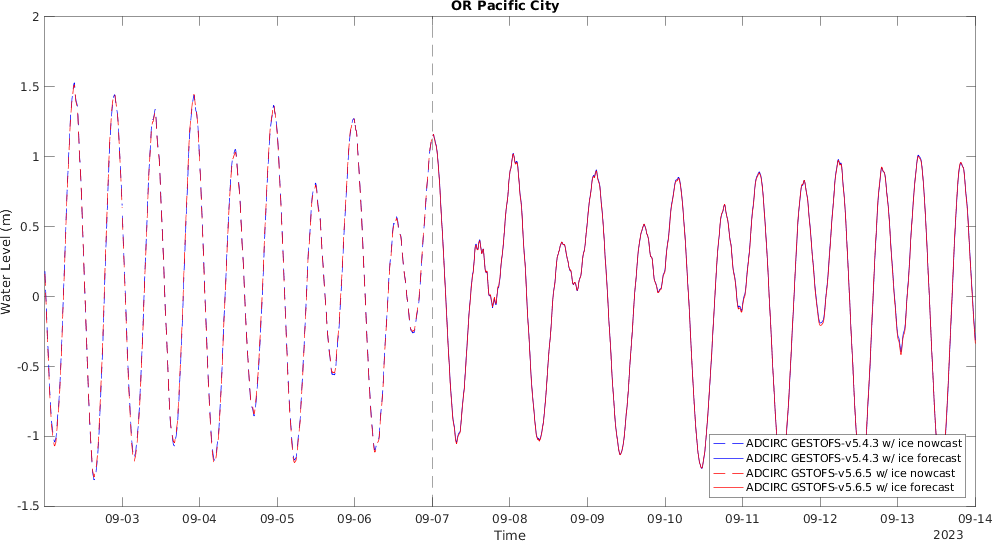 OR Pacific City
2
1.5
1
0.5
0
-0.5
-1
-1.5
Water Level (m)
ADCIRC GESTOFS-v5.4.3 w/ ice nowcast
ADCIRC GESTOFS-v5.4.3 w/ ice forecast
ADCIRC GSTOFS-v5.6.5 w/ ice nowcast
ADCIRC GSTOFS-v5.6.5 w/ ice forecast
09-03 09-04 09-05 09-06 09-07 09-08 09-09 09-10 09-11 09-12 09-13 09-14
Time
2023